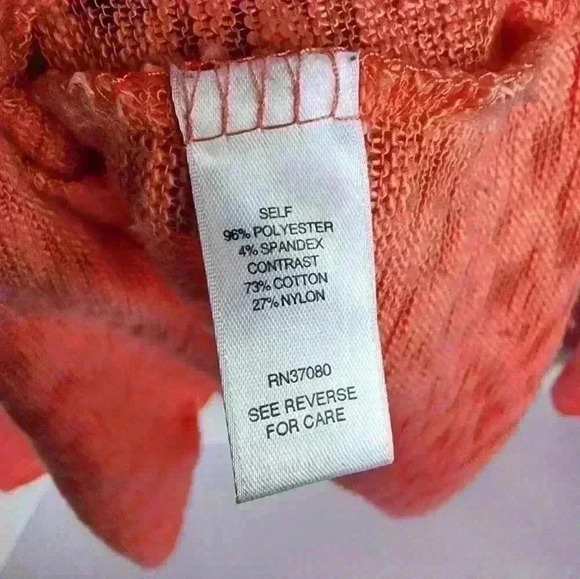 SELF
96% POLYESTER
4% SPANDEX
CONTRAST
73% COTTON
27% NYLON
RN37080
SEE REVERSE
FOR CARE